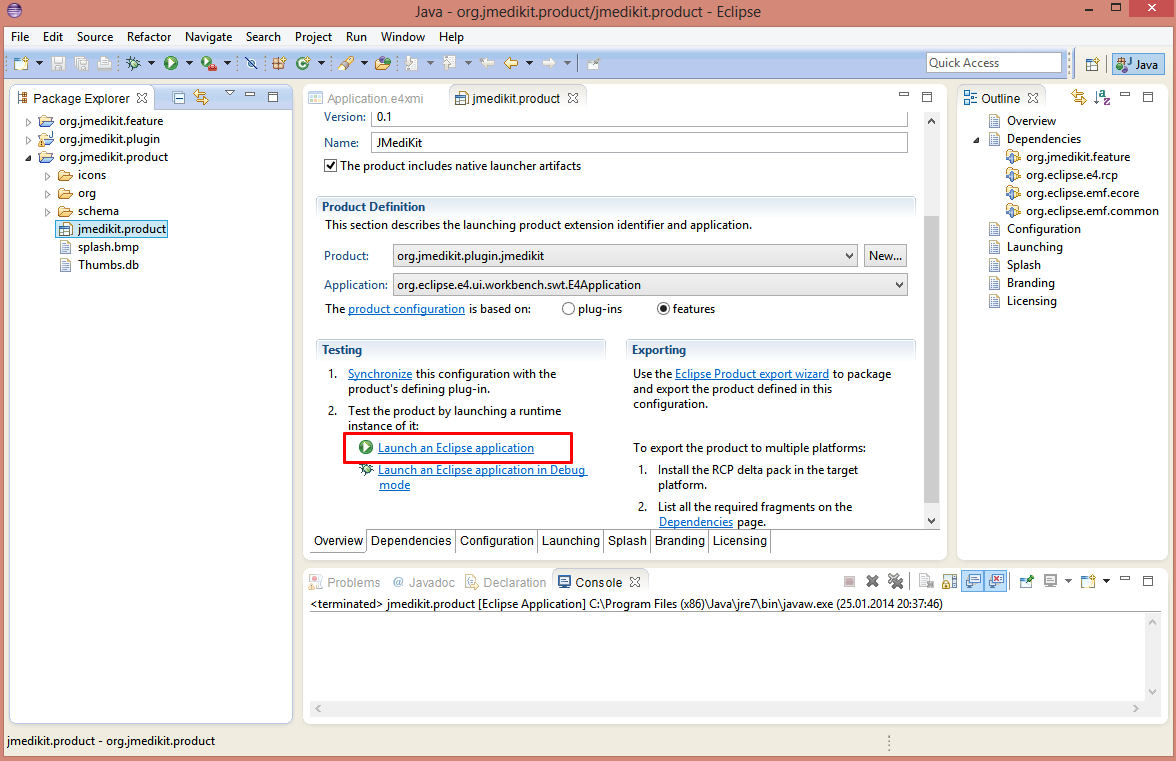 Java - org.jmedikit.product/jmedikit.product - Eclipse
File Edit Source Refactor Navigate Search Project Run Window Help
Quick Access
Java
Package Explorer
org.jmedikit.feature
org.jmedikit.plugin
org.jmedikit.product
icons
org
schema
jmedikit.product
splash.bmp
Thumbs.db
Application.e4xmi
jmedikit.product
Version: 0.1
Name: JMediKit
The product includes native launcher artifacts
Product Definition
This section describes the launching product extension identifier and application.
Product: org.jmedikit.plugin.jmedikit New...
Application: org.eclipse.e4.ui.workbench.swt.E4Application
The product configuration is based on: plug-ins features
Testing
1. Synchronize this configuration with the
product's defining plug-in.
2. Test the product by launching a runtime
instance of it:
Launch an Eclipse application
Launch an Eclipse application in Debug
mode
Exporting
Use the Eclipse Product export wizard to package
and export the product defined in this
configuration.
To export the product to multiple platforms:
1. Install the RCP delta pack in the target
platform.
2. List all the required fragments on the
Dependencies page.
Overview Dependencies Configuration Launching Splash Branding Licensing
Outline
Overview
Dependencies
org.jmedikit.feature
org.eclipse.e4.rcp
org.eclipse.emf.ecore
org.eclipse.emf.common
Configuration
Launching
Splash
Branding
Licensing
Problems @ Javadoc Declaration Console
<terminated> jmedikit.product [Eclipse Application] C:\Program Files (x86)\Java\jre7\bin\javaw.exe (25.01.2014 20:37:46)
jmedikit.product - org.jmedikit.product